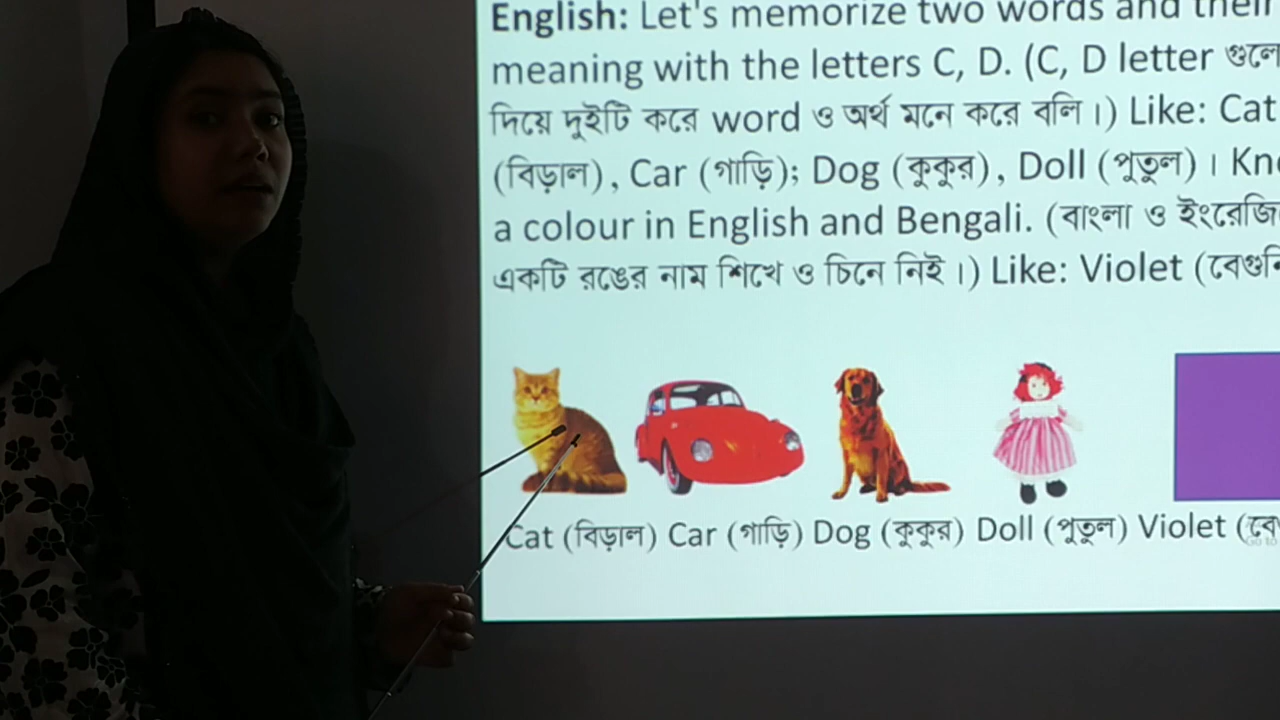 English: Let's memorize two words and their
meaning with the letters C, D. (C, D letter গুলো
দিয়ে দুইটি করে word ও অর্থ মনে করে বলি ।) Like: Cat
(বিড়াল), Car (গাড়ি); Dog (কুকুর), Doll (পুতুল) ।
a colour in English and Bengali. (বাংলা ও ইংরেজি
একটি রঙের নাম শিখে ও চিনে নিই ।) Like: Violet
Cat (বিড়াল) Car (গাড়ি) Dog (কুকুর) Doll (পুতুল) Violet